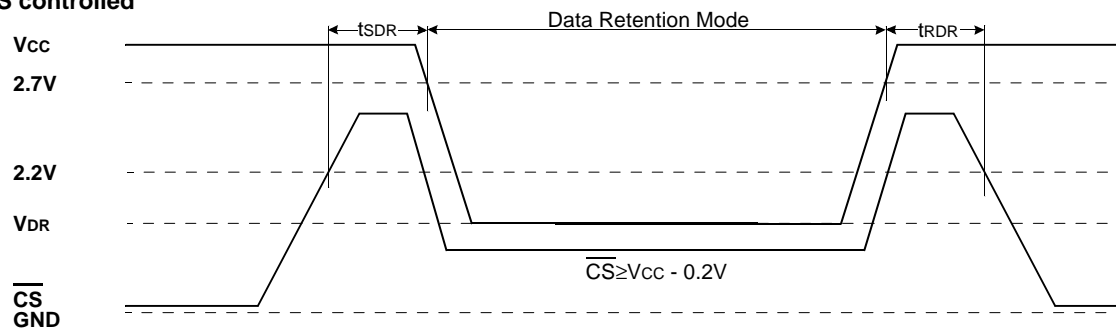 S controlled
tSDR
Data Retention Mode
tRDR
VCC
2.7V
2.2V
VDR
CS≥VCC - 0.2V
CS
GND